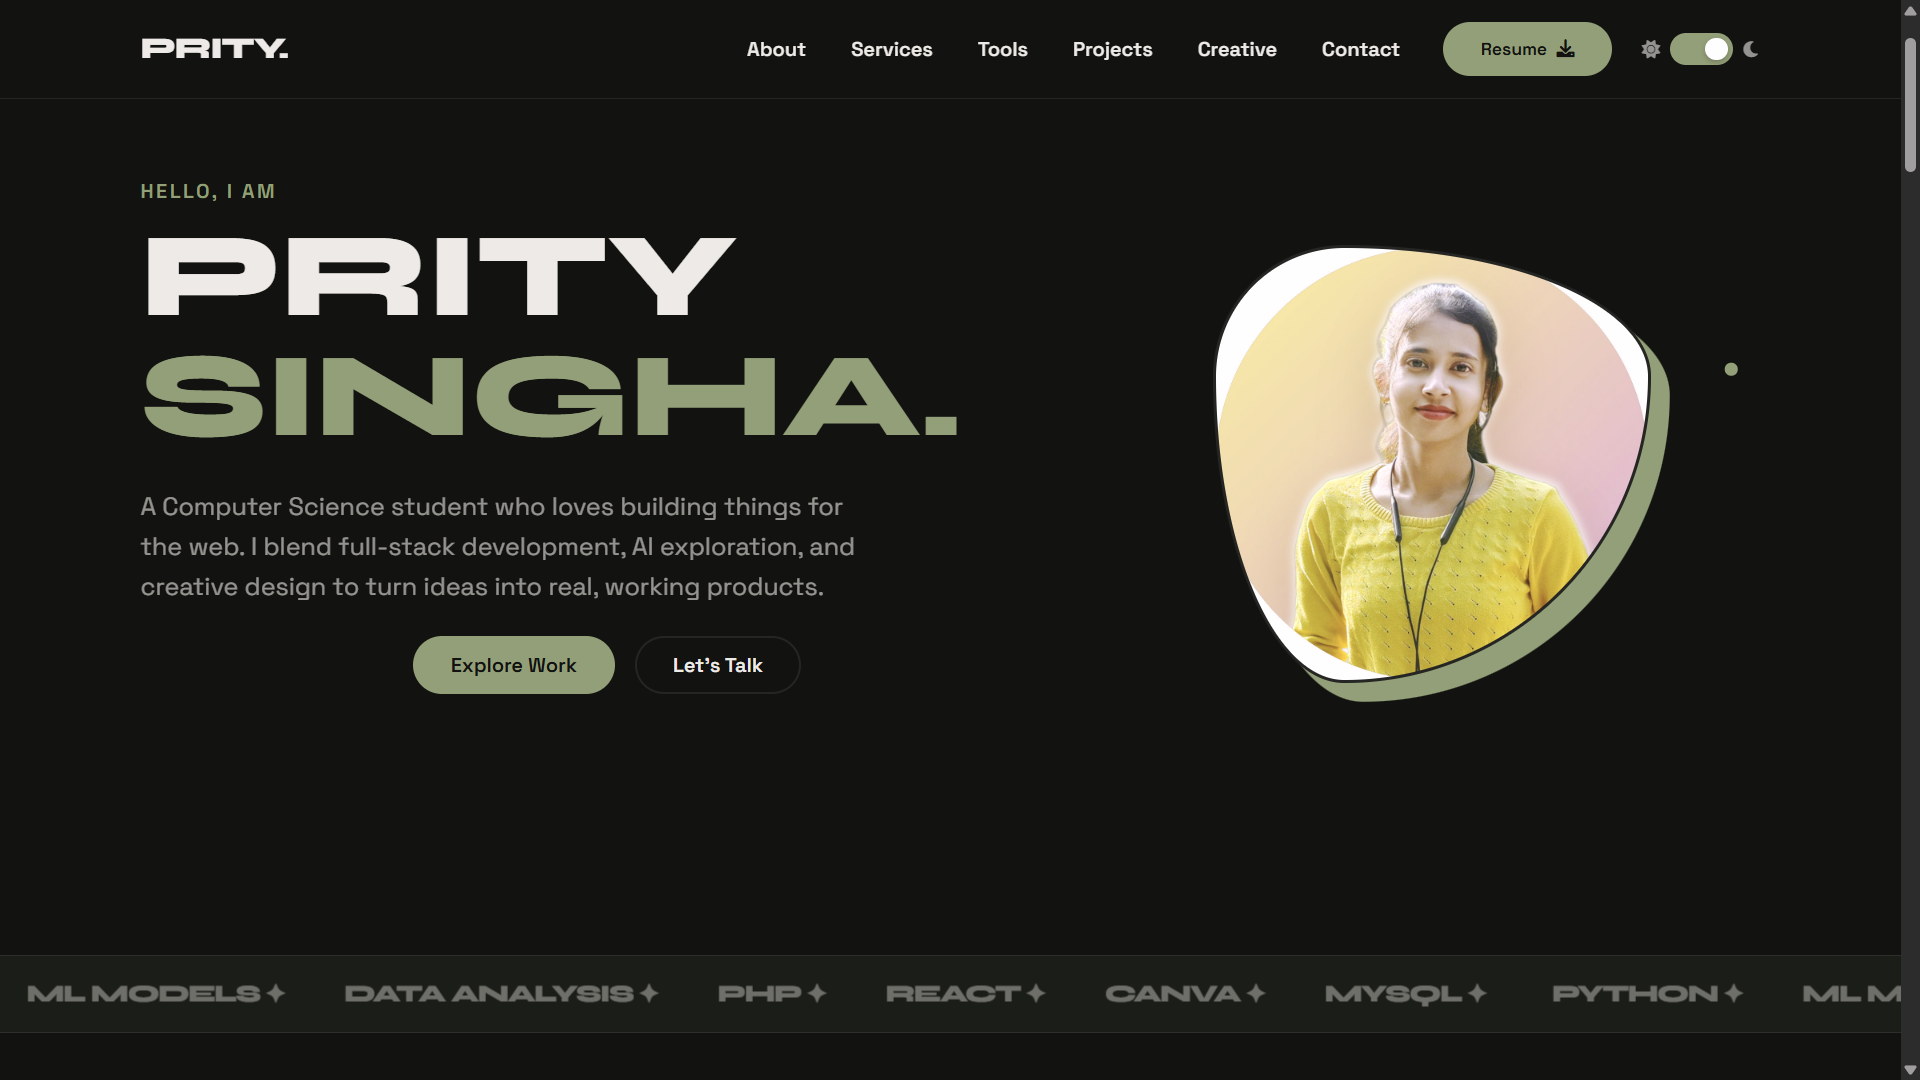 PRITY.
About
Services
Tools
Projects
Creative
Contact
Resume
HELLO, I AM
PRITY
SINGHA.
A Computer Science student who loves building things for
the web. I blend full-stack development, AI exploration, and
creative design to turn ideas into real, working products.
Explore Work
Let's Talk
ML MODELS ✦ DATA ANALYSIS ✦ PHP ✦ REACT ✦ CANVA ✦ MYSQL ✦ PYTHON ✦ ML M